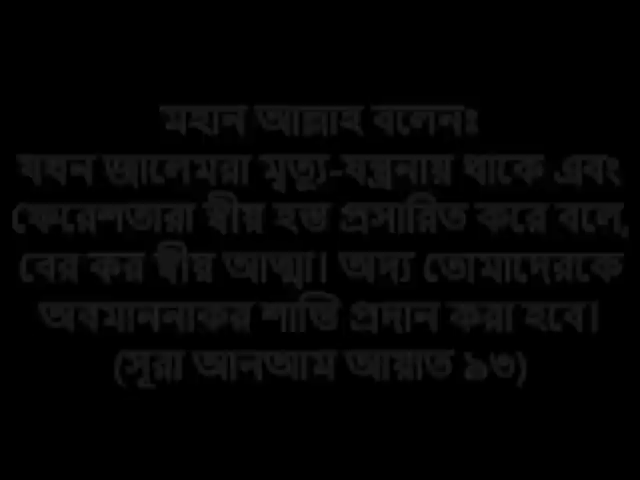 মহান আল্লাহ বলেনঃ
যখন জালেমরা মৃত্যু-যন্ত্রনায় থাকে এবং
ফেরেশতারা স্বীয় হস্ত প্রসারিত করে বলে,
বের কর স্বীয় আত্মা। অদ্য তোমাদেরকে
অবমাননাকর শাস্তি প্রদান করা হবে।
(সূরা আনআম আয়াত ৯৩)